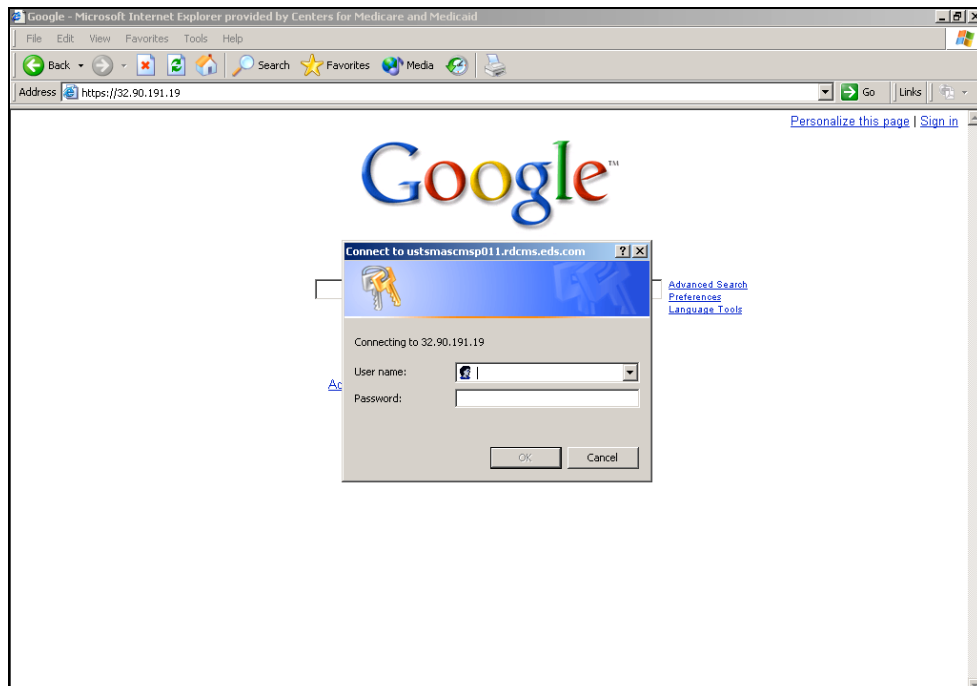 Google - Microsoft Internet Explorer provided by Centers for Medicare and Medicaid
File Edit View Favorites Tools Help
Back Search Favorites Media
Address https://32.90.191.19 Go Links
Personalize this page | Sign in
Google™
Connect to ustsmascmsp011.rdcms.eds.com
Advanced Search
Preferences
Language Tools
Connecting to 32.90.191.19
User name:
Ad
Password:
OK Cancel